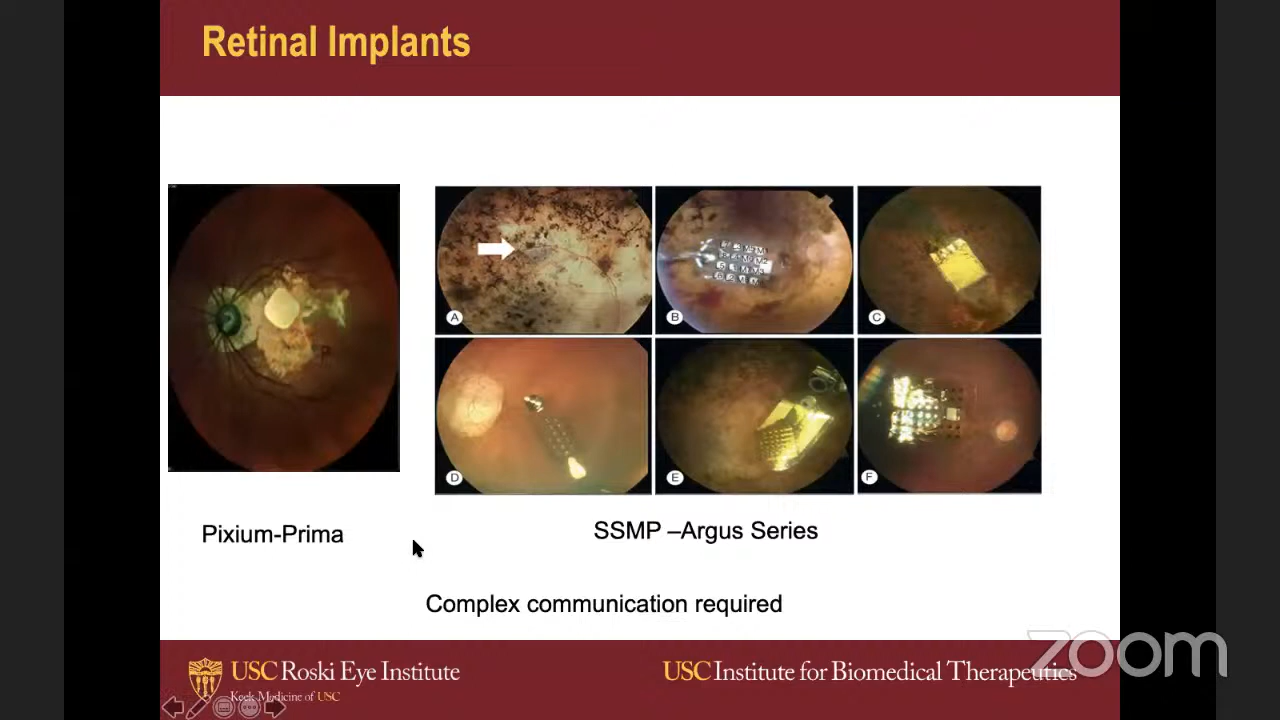 Retinal Implants
A
B
C
D
E
F
Pixium-Prima
SSMP –Argus Series
Complex communication required
USC Roski Eye Institute
Keck Medicine of USC
USC Institute for Biomedical Therapeutics
zoom